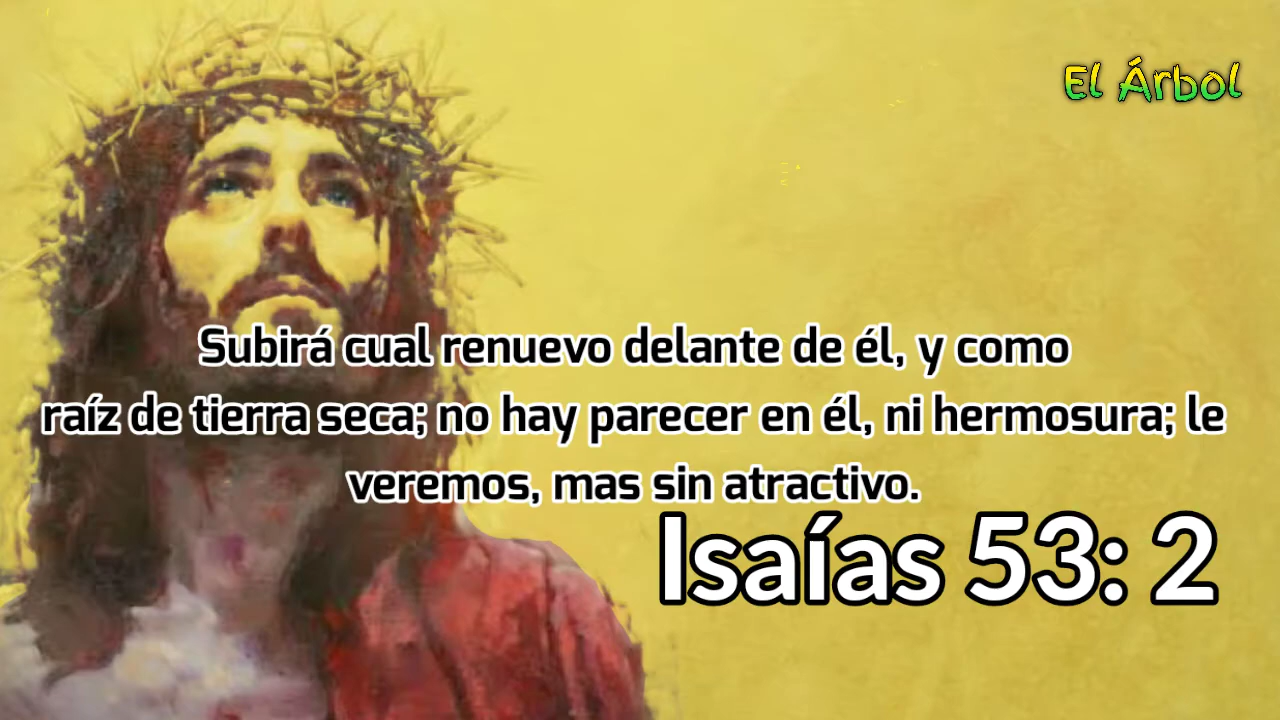 El Árbol
Subirá cual renuevo delante de él, y como
raíz de tierra seca; no hay parecer en él, ni hermosura; le
veremos, mas sin atractivo.
Isaías 53: 2